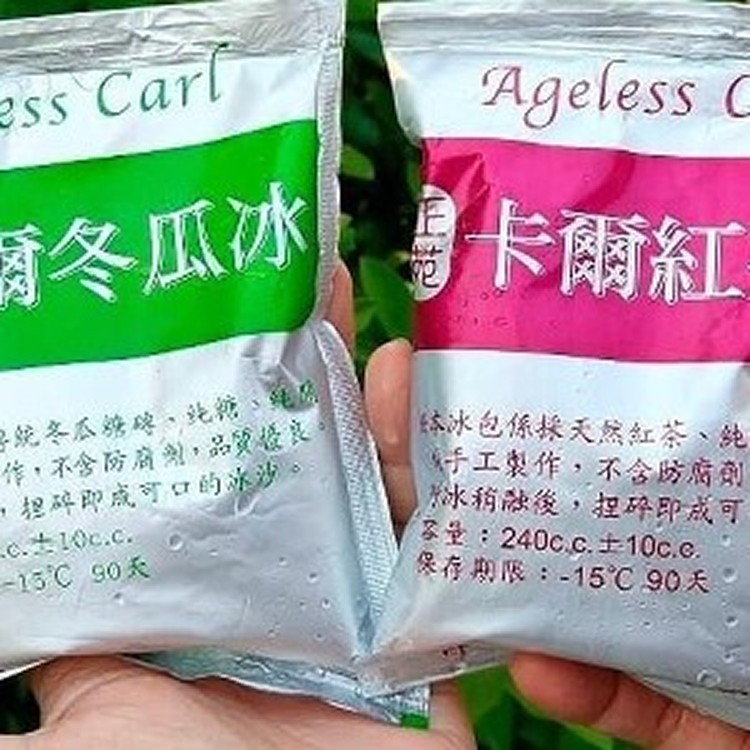 ess Carl
爾冬瓜冰
傳統冬瓜糖磚、純糖、純
作,不含防腐劑,品質優良。
,捏碎即成可口的冰沙。
c.c.±10c.c.
-15℃ 90天
Ageless C
正苑
卡爾紅
本冰包係採天然紅茶、純
手工製作,不含防腐劑
冰稍融後,捏碎即成可
容量:240c.c.±10c.c.
保存期限:-15℃ 90天